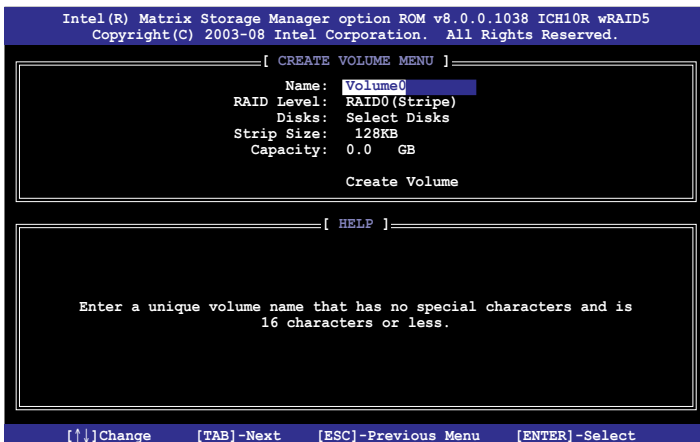 Intel(R) Matrix Storage Manager option ROM v8.0.0.1038 ICH10R wRAID5
Copyright(C) 2003-08 Intel Corporation. All Rights Reserved.
[ CREATE VOLUME MENU ]
Name: Volume0
RAID Level: RAID0(Stripe)
Disks: Select Disks
Strip Size: 128KB
Capacity: 0.0 GB
Create Volume
[ HELP ]
Enter a unique volume name that has no special characters and is
16 characters or less.
[↑↓]Change [TAB]-Next [ESC]-Previous Menu [ENTER]-Select